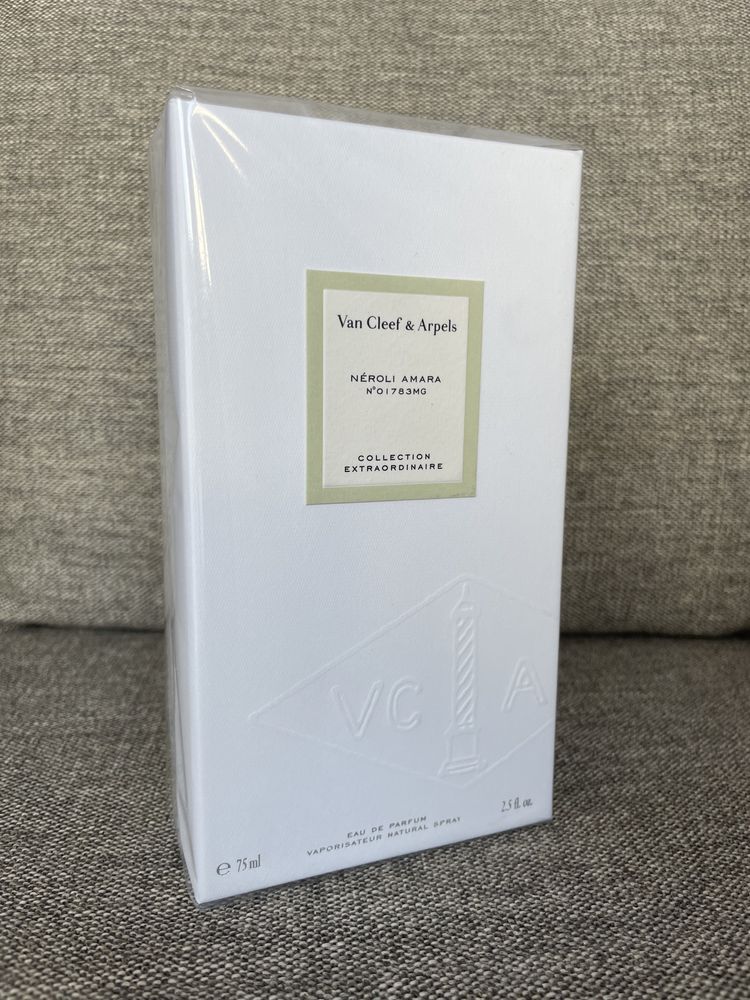 Van Cleef & Arpels
NÉROLI AMARA
N°01783MG
COLLECTION
EXTRAORDINAIRE
VC A
EAU DE PARFUM
VAPORISATEUR NATURAL SPRAY
℮ 75 ml
2.5 fl. oz.